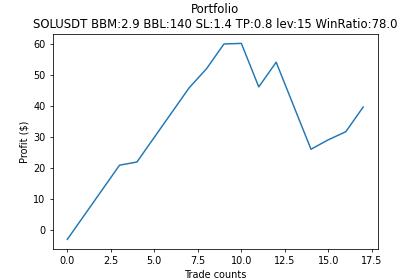 Portfolio
SOLUSDT BBM:2.9 BBL:140 SL:1.4 TP:0.8 lev:15 WinRatio:78.0
60
50
40
30
20
10
0
Profit ($)
0.0 2.5 5.0 7.5 10.0 12.5 15.0 17.5
Trade counts